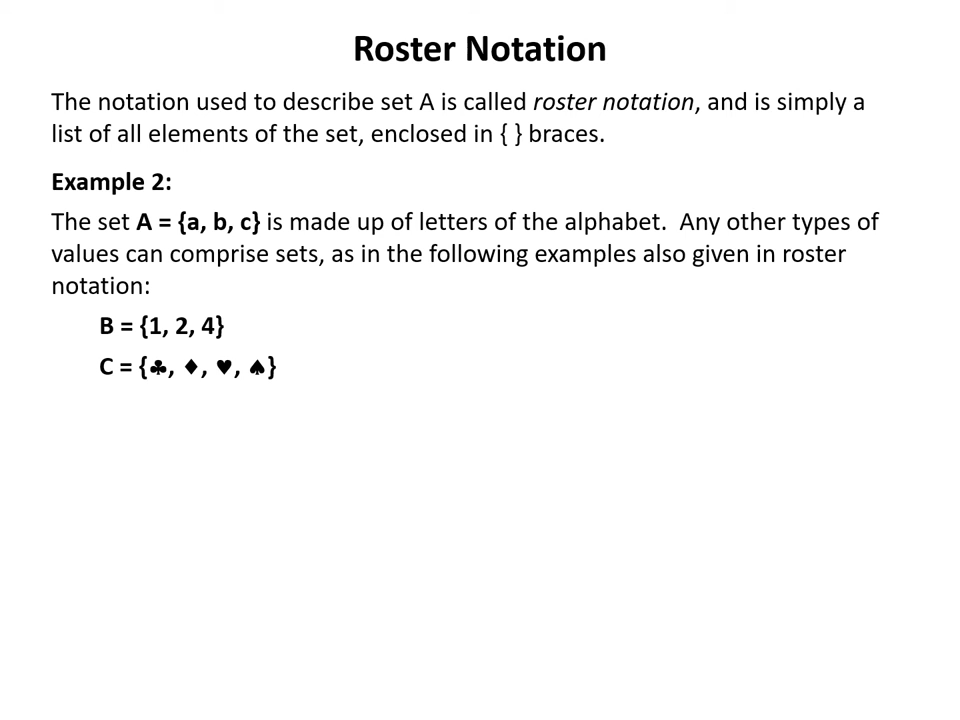 Roster Notation
The notation used to describe set A is called roster notation, and is simply a
list of all elements of the set, enclosed in { } braces.
Example 2:
The set A = {a, b, c} is made up of letters of the alphabet.  Any other types of
values can comprise sets, as in the following examples also given in roster
notation:
B = {1, 2, 4}
C = {♣, ♦, ♥, ♠}